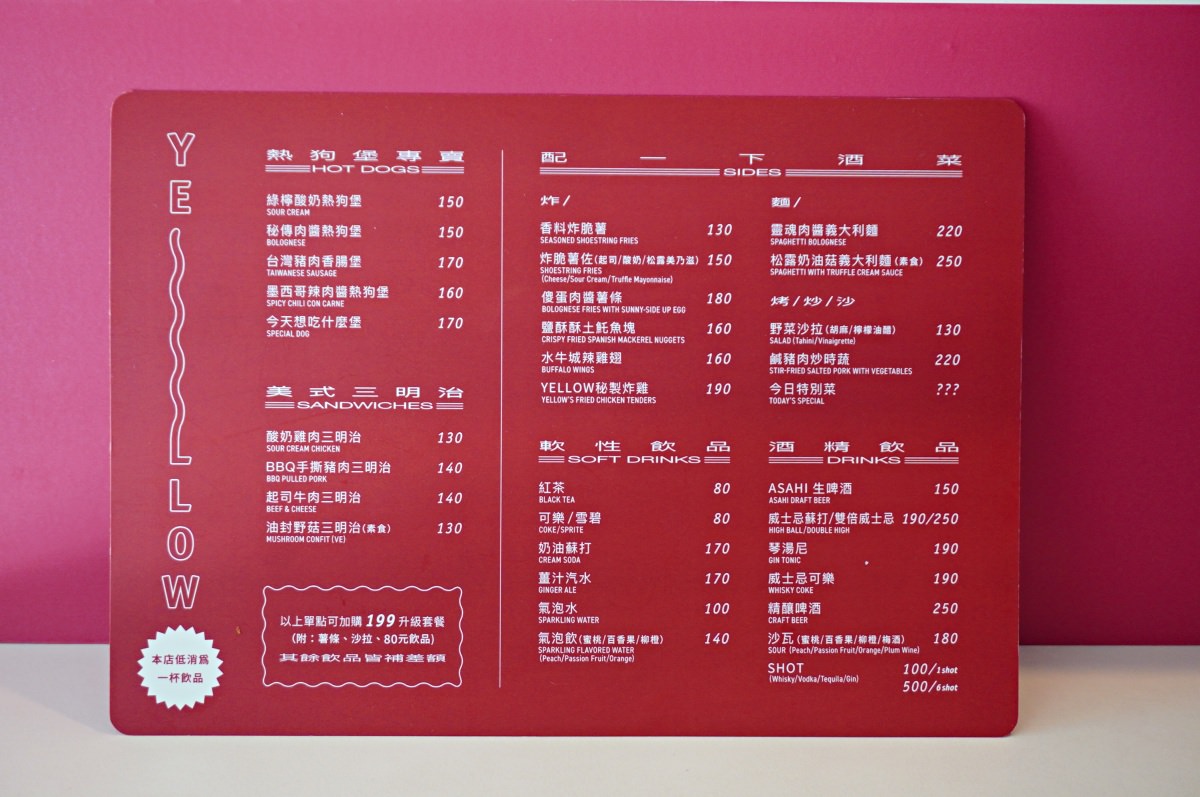 YELLOW
本店低消為
一杯飲品
熱狗堡專賣
HOT DOGS
綠檸酸奶熱狗堡 150
SOUR CREAM
秘傳肉醬熱狗堡 150
BOLOGNESE
台灣豬肉香腸堡 170
TAIWANESE SAUSAGE
墨西哥辣肉醬熱狗堡 160
SPICY CHILI CON CARNE
今天想吃什麼堡 170
SPECIAL DOG
美式三明治
SANDWICHES
酸奶雞肉三明治 130
SOUR CREAM CHICKEN
BBQ手撕豬肉三明治 140
BBQ PULLED PORK
起司牛肉三明治 140
BEEF & CHEESE
油封野菇三明治(素食) 130
MUSHROOM CONFIT (VE)
以上單點可加購 199 升級套餐
（附：薯條、沙拉、80元飲品）
其餘飲品皆補差額
配一下酒菜
SIDES
炸/
香料炸脆薯 130
SEASONED SHOESTRING FRIES
炸脆薯佐(起司/酸奶/松露美乃滋) 150
SHOESTRING FRIES
(Cheese/Sour Cream/Truffle Mayonnaise)
傻蛋肉醬薯條 180
BOLOGNESE FRIES WITH SUNNY-SIDE UP EGG
鹽酥酥土魠魚塊 160
CRISPY FRIED SPANISH MACKEREL NUGGETS
水牛城辣雞翅 160
BUFFALO WINGS
YELLOW秘製炸雞 190
YELLOW'S FRIED CHICKEN TENDERS
麵/
靈魂肉醬義大利麵 220
SPAGHETTI BOLOGNESE
松露奶油菇義大利麵(素食) 250
SPAGHETTI WITH TRUFFLE CREAM SAUCE
烤/炒/沙
野菜沙拉(胡麻/檸檬油醋) 130
SALAD (Tahini/Vinaigrette)
鹹豬肉炒時蔬 220
STIR-FRIED SALTED PORK WITH VEGETABLES
今日特別菜 ???
TODAY'S SPECIAL
軟性飲品
SOFT DRINKS
紅茶 80
BLACK TEA
可樂/雪碧 80
COKE/SPRITE
奶油蘇打 170
CREAM SODA
薑汁汽水 170
GINGER ALE
氣泡水 100
SPARKLING WATER
氣泡飲(蜜桃/百香果/柳橙) 140
SPARKLING FLAVORED WATER
(Peach/Passion Fruit/Orange)
酒精飲品
DRINKS
ASAHI 生啤酒 150
ASAHI DRAFT BEER
威士忌蘇打/雙倍威士忌 190/250
HIGH BALL/DOUBLE HIGH
琴湯尼 190
GIN TONIC
威士忌可樂 190
WHISKY COKE
精釀啤酒 250
CRAFT BEER
沙瓦(蜜桃/百香果/柳橙/梅酒) 180
SOUR (Peach/Passion Fruit/Orange/Plum Wine)
SHOT 100/1shot
(Whisky/Vodka/Tequila/Gin)
500/6shot